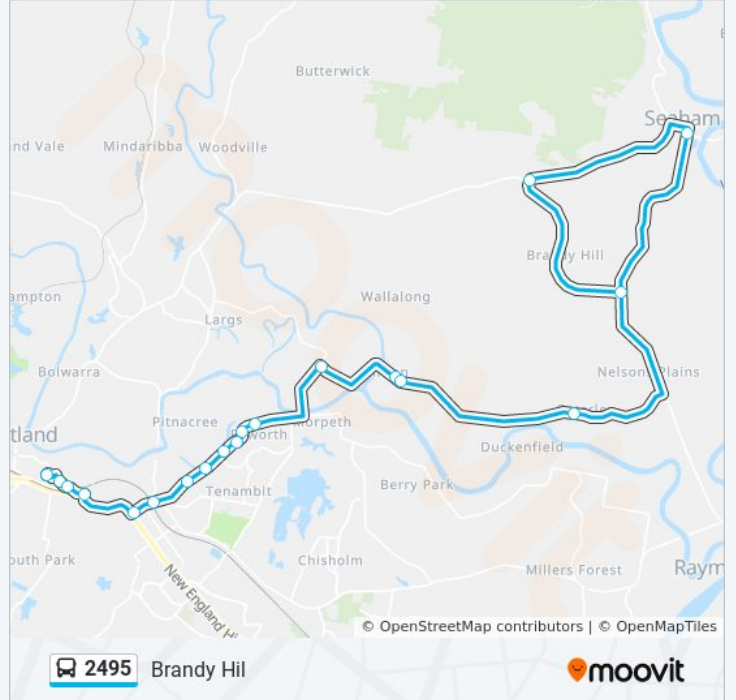 Butterwick
Seaham
nd Vale
Mindaribba
Woodville
Brandy Hill
ampton
Wallalong
Largs
Bolwarra
Nelsons Plains
Pitnacree
Morpeth
tland
Duckenfield
Tenambit
Berry Park
outh Park
Chisholm
Millers Forest
Raym
New England Hi
© OpenStreetMap contributors | © OpenMapTiles
2495
Brandy Hil
moovit